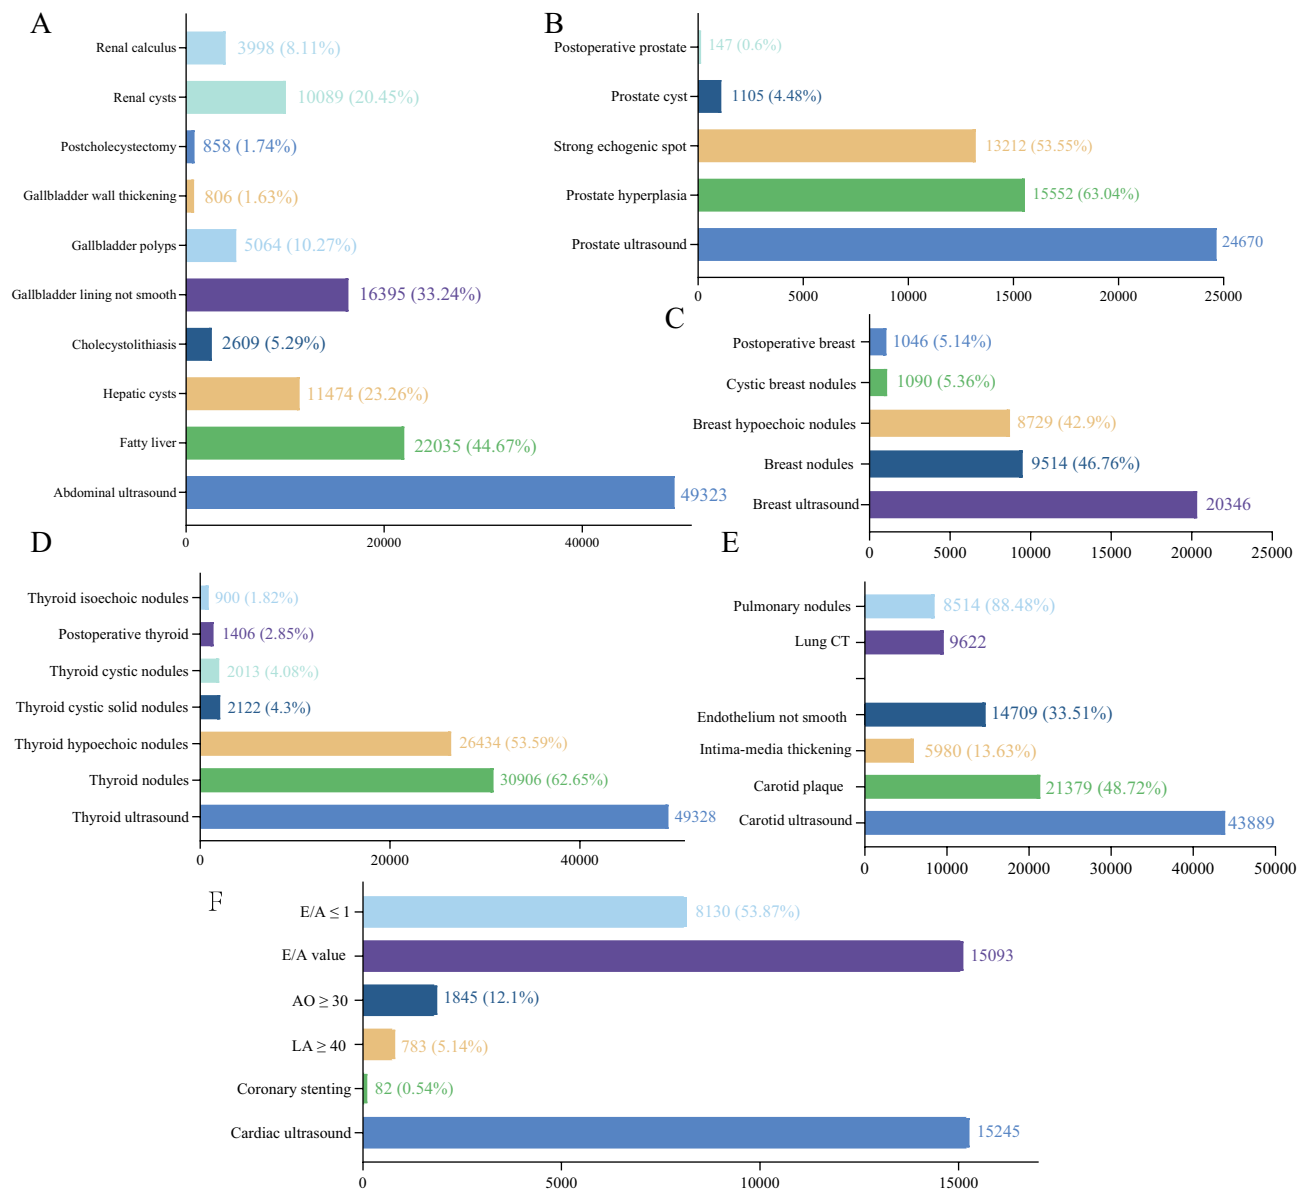 A
Renal calculus 3998 (8.11%)
Renal cysts 10089 (20.45%)
Postcholecystectomy 858 (1.74%)
Gallbladder wall thickening 806 (1.63%)
Gallbladder polyps 5064 (10.27%)
Gallbladder lining not smooth 16395 (33.24%)
Cholecystolithiasis 2609 (5.29%)
Hepatic cysts 11474 (23.26%)
Fatty liver 22035 (44.67%)
Abdominal ultrasound 49323
0 20000 40000
B
Postoperative prostate 147 (0.6%)
Prostate cyst 1105 (4.48%)
Strong echogenic spot 13212 (53.55%)
Prostate hyperplasia 15552 (63.04%)
Prostate ultrasound 24670
0 5000 10000 15000 20000 25000
C
Postoperative breast 1046 (5.14%)
Cystic breast nodules 1090 (5.36%)
Breast hypoechoic nodules 8729 (42.9%)
Breast nodules 9514 (46.76%)
Breast ultrasound 20346
0 5000 10000 15000 20000 25000
D
Thyroid isoechoic nodules 900 (1.82%)
Postoperative thyroid 1406 (2.85%)
Thyroid cystic nodules 2013 (4.08%)
Thyroid cystic solid nodules 2122 (4.3%)
Thyroid hypoechoic nodules 26434 (53.59%)
Thyroid nodules 30906 (62.65%)
Thyroid ultrasound 49328
0 20000 40000
E
Pulmonary nodules 8514 (88.48%)
Lung CT 9622
Endothelium not smooth 14709 (33.51%)
Intima-media thickening 5980 (13.63%)
Carotid plaque 21379 (48.72%)
Carotid ultrasound 43889
0 10000 20000 30000 40000 50000
F
E/A ≤ 1 8130 (53.87%)
E/A value 15093
AO ≥ 30 1845 (12.1%)
LA ≥ 40 783 (5.14%)
Coronary stenting 82 (0.54%)
Cardiac ultrasound 15245
0 5000 10000 15000